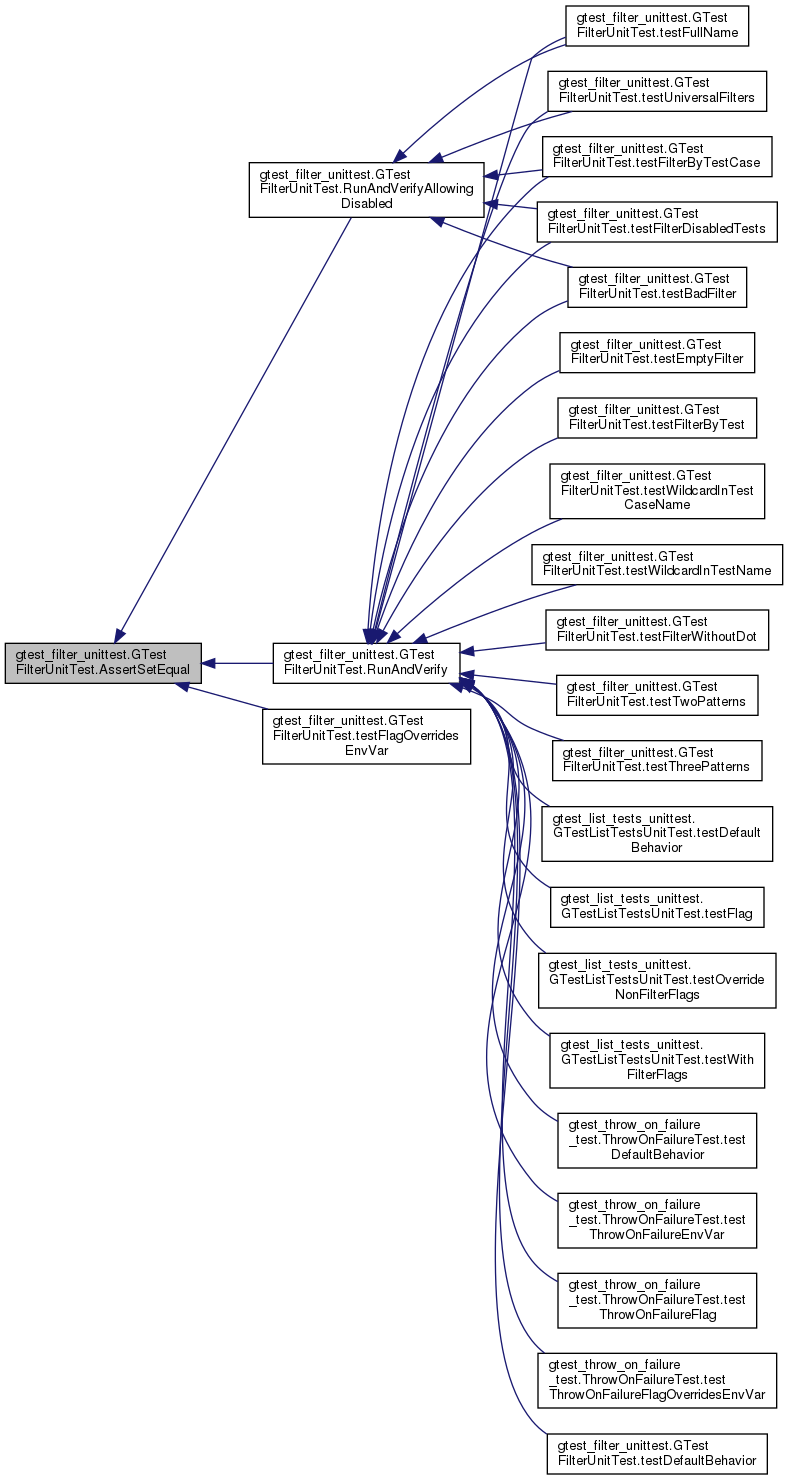 gtest_filter_unittest.GTest
FilterUnitTest.testFullName
gtest_filter_unittest.GTest
FilterUnitTest.testUniversalFilters
gtest_filter_unittest.GTest
FilterUnitTest.testFilterByTestCase
gtest_filter_unittest.GTest
FilterUnitTest.RunAndVerifyAllowing
Disabled
gtest_filter_unittest.GTest
FilterUnitTest.testFilterDisabledTests
gtest_filter_unittest.GTest
FilterUnitTest.testBadFilter
gtest_filter_unittest.GTest
FilterUnitTest.testEmptyFilter
gtest_filter_unittest.GTest
FilterUnitTest.testFilterByTest
gtest_filter_unittest.GTest
FilterUnitTest.testWildcardInTest
CaseName
gtest_filter_unittest.GTest
FilterUnitTest.testWildcardInTestName
gtest_filter_unittest.GTest
FilterUnitTest.testFilterWithoutDot
gtest_filter_unittest.GTest
FilterUnitTest.AssertSetEqual
gtest_filter_unittest.GTest
FilterUnitTest.RunAndVerify
gtest_filter_unittest.GTest
FilterUnitTest.testTwoPatterns
gtest_filter_unittest.GTest
FilterUnitTest.testFlagOverrides
EnvVar
gtest_filter_unittest.GTest
FilterUnitTest.testThreePatterns
gtest_list_tests_unittest.
GTestListTestsUnitTest.testDefault
Behavior
gtest_list_tests_unittest.
GTestListTestsUnitTest.testFlag
gtest_list_tests_unittest.
GTestListTestsUnitTest.testOverride
NonFilterFlags
gtest_list_tests_unittest.
GTestListTestsUnitTest.testWith
FilterFlags
gtest_throw_on_failure
_test.ThrowOnFailureTest.test
DefaultBehavior
gtest_throw_on_failure
_test.ThrowOnFailureTest.test
ThrowOnFailureEnvVar
gtest_throw_on_failure
_test.ThrowOnFailureTest.test
ThrowOnFailureFlag
gtest_throw_on_failure
_test.ThrowOnFailureTest.test
ThrowOnFailureFlagOverridesEnvVar
gtest_filter_unittest.GTest
FilterUnitTest.testDefaultBehavior